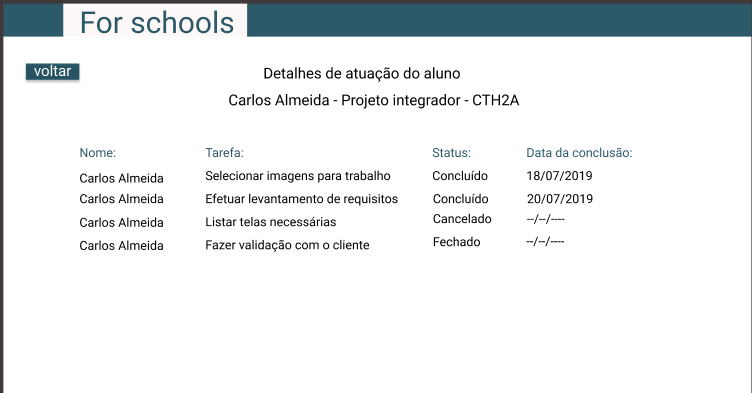 For schools
voltar
Detalhes de atuação do aluno
Carlos Almeida - Projeto integrador - CTH2A
Nome: Tarefa: Status: Data da conclusão:
Carlos Almeida Selecionar imagens para trabalho Concluído 18/07/2019
Carlos Almeida Efetuar levantamento de requisitos Concluído 20/07/2019
Carlos Almeida Listar telas necessárias Cancelado --/--/----
Carlos Almeida Fazer validação com o cliente Fechado --/--/----